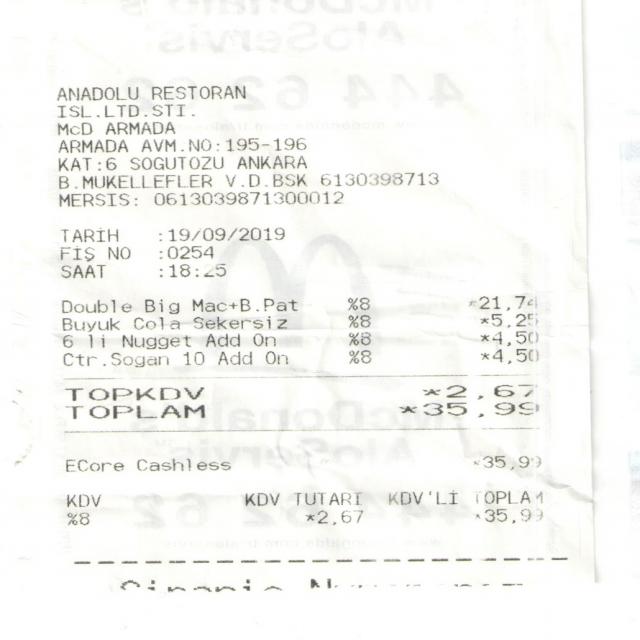 ANADOLU RESTORAN
ISL.LTD.STI.
McD ARMADA
ARMADA AVM.NO:195-196
KAT:6 SOGUTOZU ANKARA
B.MUKELLEFLER V.D.BSK 6130398713
MERSIS: 0613039871300012
TARİH :19/09/2019
FİŞ NO :0254
SAAT :18:25
Double Big Mac+B.Pat %8 *21,74
Buyuk Cola Sekersiz %8 *5,25
6 li Nugget Add On %8 *4,50
Ctr.Sogan 10 Add On %8 *4,50
TOPKDV *2,67
TOPLAM *35,99
ECore Cashless *35,99
KDV KDV TUTARI KDV'Lİ TOPLAM
%8 *2,67 *35,99